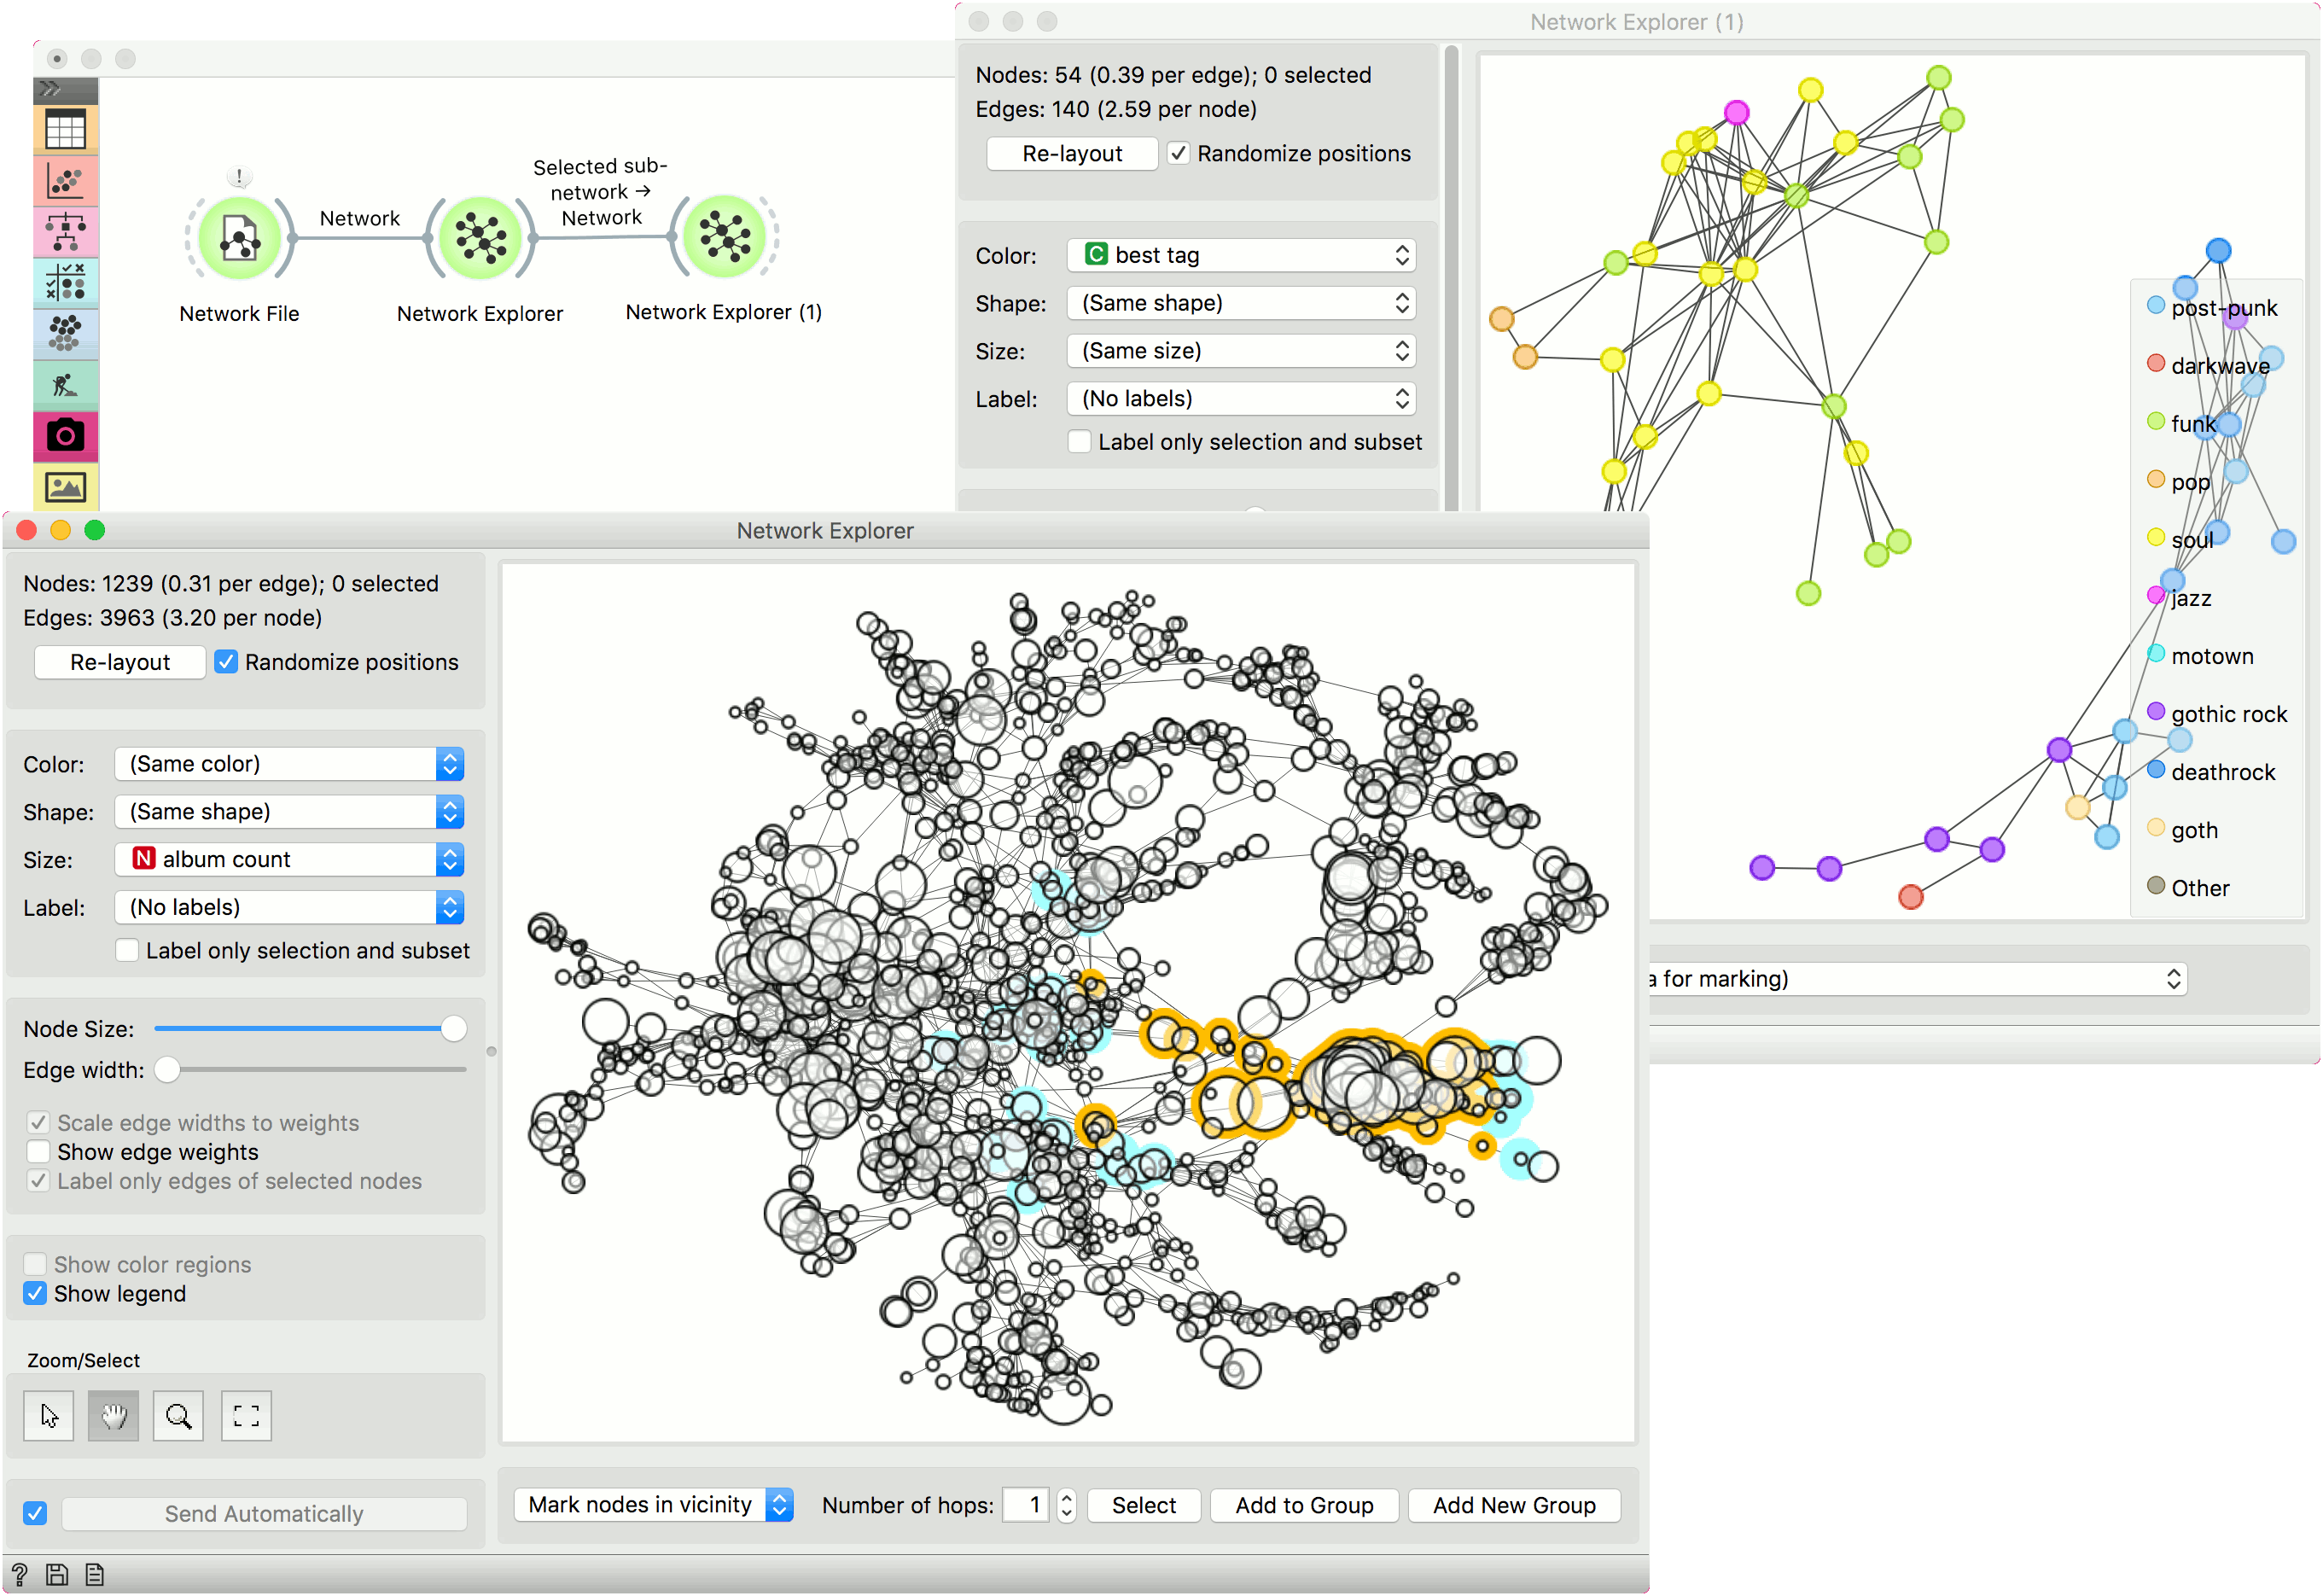 !
Network
Selected sub-
network →
Network
Network File
Network Explorer
Network Explorer (1)
Network Explorer (1)
Nodes: 54 (0.39 per edge); 0 selected
Edges: 140 (2.59 per node)
Re-layout
Randomize positions
Color:
C best tag
Shape:
(Same shape)
Size:
(Same size)
Label:
(No labels)
Label only selection and subset
post-punk
darkwave
funk
pop
soul
jazz
motown
gothic rock
deathrock
goth
Other
a for marking)
Network Explorer
Nodes: 1239 (0.31 per edge); 0 selected
Edges: 3963 (3.20 per node)
Re-layout
Randomize positions
Color:
(Same color)
Shape:
(Same shape)
Size:
N album count
Label:
(No labels)
Label only selection and subset
Node Size:
Edge width:
Scale edge widths to weights
Show edge weights
Label only edges of selected nodes
Show color regions
Show legend
Zoom/Select
Send Automatically
Mark nodes in vicinity
Number of hops:
1
Select
Add to Group
Add New Group
?